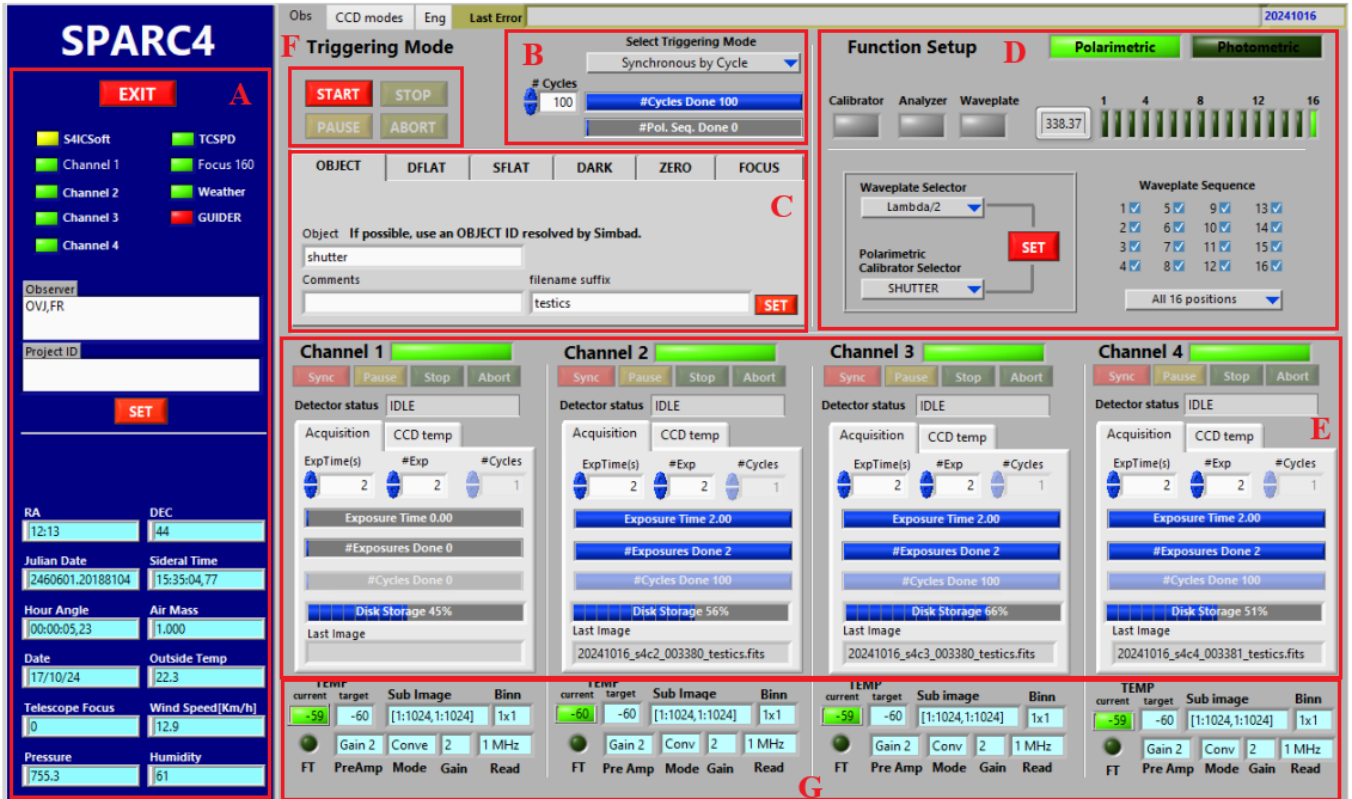 SPARC4
A
EXIT
S4ICSoft TCSPD
Channel 1 Focus 160
Channel 2 Weather
Channel 3 GUIDER
Channel 4
Observer
OVJ,FR
Project ID
SET
RA DEC
12:13 44
Julian Date Sideral Time
2460601.20188104 15:35:04,77
Hour Angle Air Mass
00:00:05,23 1.000
Date Outside Temp
17/10/24 22.3
Telescope Focus Wind Speed[Km/h]
0 12.9
Pressure Humidity
755.3 61
Obs CCD modes Eng Last Error 20241016
F Triggering Mode
START STOP
PAUSE ABORT
B Select Triggering Mode
Synchronous by Cycle
# Cycles
100 #Cycles Done 100
#Pol. Seq. Done 0
OBJECT DFLAT SFLAT DARK ZERO FOCUS
C
Object If possible, use an OBJECT ID resolved by Simbad.
shutter
Comments filename suffix
testics SET
Function Setup D Polarimetric Photometric
Calibrator Analyzer Waveplate 1 4 8 12 16
338.37
Waveplate Selector
Lambda/2
SET
Polarimetric
Calibrator Selector
SHUTTER
Waveplate Sequence
1 5 9 13
2 6 10 14
3 7 11 15
4 8 12 16
All 16 positions
Channel 1 Channel 2 Channel 3 Channel 4
Sync Pause Stop Abort Sync Pause Stop Abort Sync Pause Stop Abort Sync Pause Stop Abort
Detector status IDLE Detector status IDLE Detector status IDLE Detector status IDLE
E
Acquisition CCD temp Acquisition CCD temp Acquisition CCD temp Acquisition CCD temp
ExpTime(s) #Exp #Cycles ExpTime(s) #Exp #Cycles ExpTime(s) #Exp #Cycles ExpTime(s) #Exp #Cycles
2 2 1 2 2 1 2 2 1 2 2 1
Exposure Time 0.00 Exposure Time 2.00 Exposure Time 2.00 Exposure Time 2.00
#Exposures Done 0 #Exposures Done 2 #Exposures Done 2 #Exposures Done 2
#Cycles Done 0 #Cycles Done 100 #Cycles Done 100 #Cycles Done 100
Disk Storage 45% Disk Storage 56% Disk Storage 66% Disk Storage 51%
Last Image Last Image Last Image Last Image
20241016_s4c2_003380_testics.fits 20241016_s4c3_003380_testics.fits 20241016_s4c4_003381_testics.fits
TEMP TEMP TEMP TEMP
current target Sub Image Binn current target Sub Image Binn current target Sub image Binn current target Sub image Binn
-59 -60 [1:1024,1:1024] 1x1 -60 -60 [1:1024,1:1024] 1x1 -59 -60 [1:1024,1:1024] 1x1 -59 -60 [1:1024,1:1024] 1x1
Gain 2 Conve 2 1 MHz Gain 2 Conv 2 1 MHz Gain 2 Conv 2 1 MHz Gain 2 Conv 2 1 MHz
FT PreAmp Mode Gain Read FT Pre Amp Mode Gain Read FT Pre Amp Mode Gain Read FT Pre Amp Mode Gain Read
G